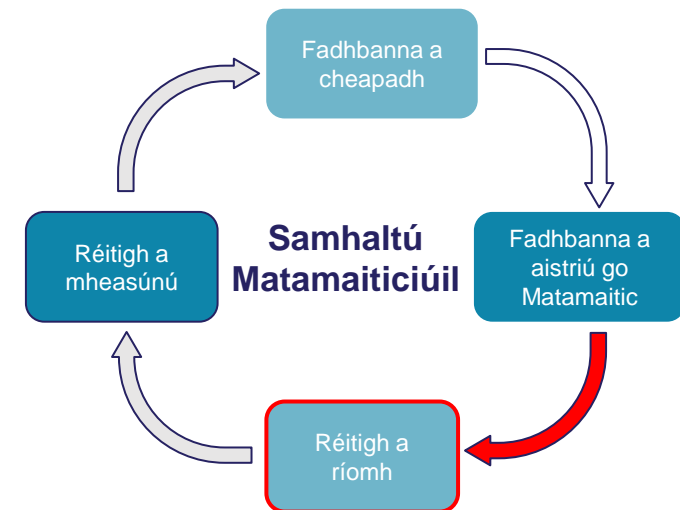 Fadhbanna a
cheapadh
Samhaltú
Matamaiticiúil
Fadhbanna a
aistriú go
Matamaitic
Réitigh a
ríomh
Réitigh a
mheasúnú